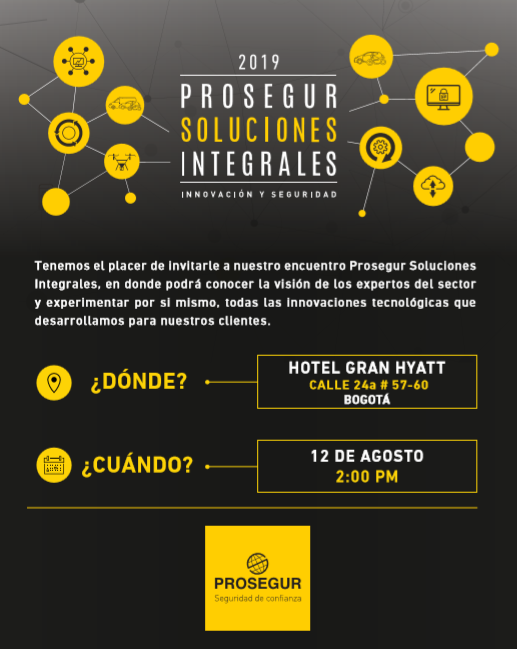 2019
PROSEGUR
SOLUCIONES
INTEGRALES
INNOVACIÓN Y SEGURIDAD
Tenemos el placer de invitarle a nuestro encuentro Prosegur Soluciones
Integrales, en donde podrá conocer la visión de los expertos del sector
y experimentar por si mismo, todas las innovaciones tecnológicas que
desarrollamos para nuestros clientes.
¿DÓNDE?
HOTEL GRAN HYATT
CALLE 24a # 57-60
BOGOTÁ
¿CUÁNDO?
12 DE AGOSTO
2:00 PM
PROSEGUR
Seguridad de confianza